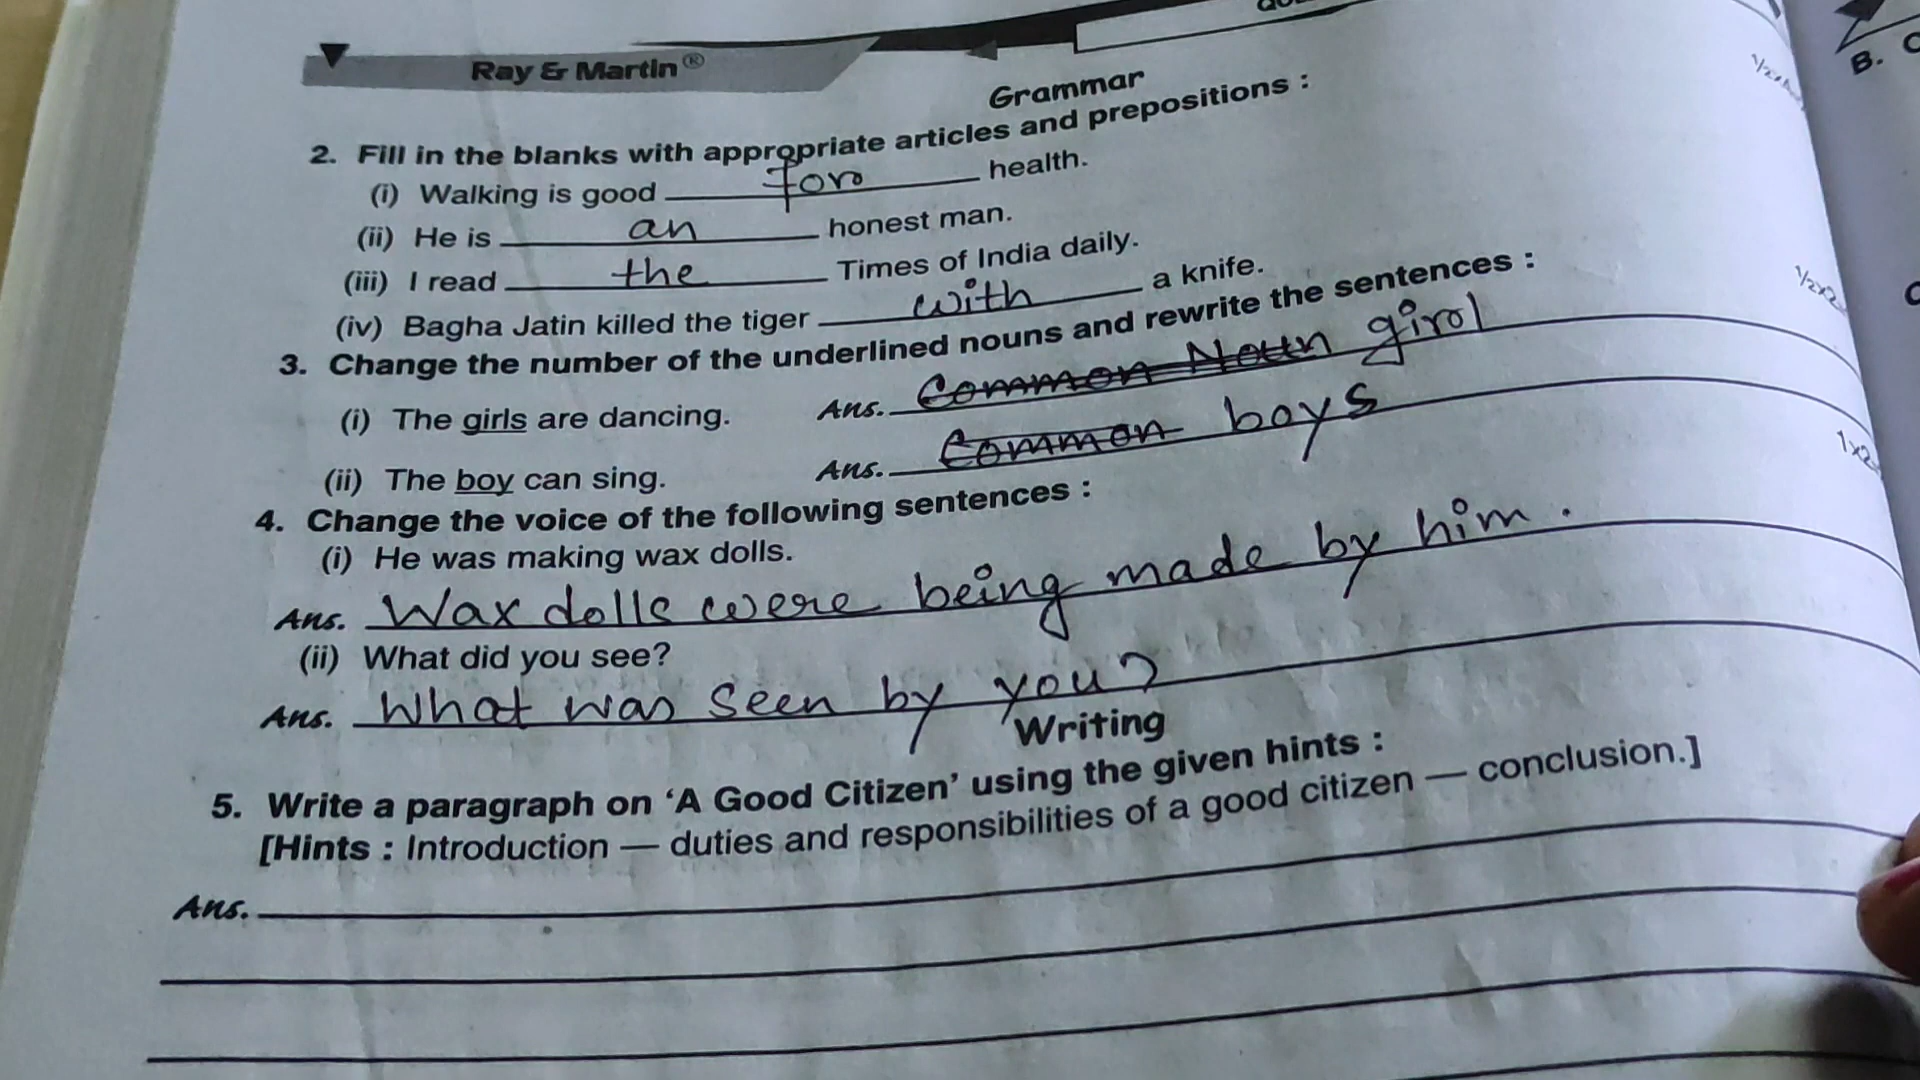 Ray & Martin®
Grammar
2. Fill in the blanks with appropriate articles and prepositions :
(i) Walking is good for health.
(ii) He is an honest man.
(iii) I read the Times of India daily.
(iv) Bagha Jatin killed the tiger with a knife.
3. Change the number of the underlined nouns and rewrite the sentences :
(i) The girls are dancing. Ans. Common Noun girl
(ii) The boy can sing. Ans. Common boys
4. Change the voice of the following sentences :
(i) He was making wax dolls.
Ans. Wax dolls were being made by him.
(ii) What did you see?
Ans. What was seen by you?
Writing
5. Write a paragraph on ‘A Good Citizen’ using the given hints :
[Hints : Introduction — duties and responsibilities of a good citizen — conclusion.]
Ans.
½×2
1×2
B.